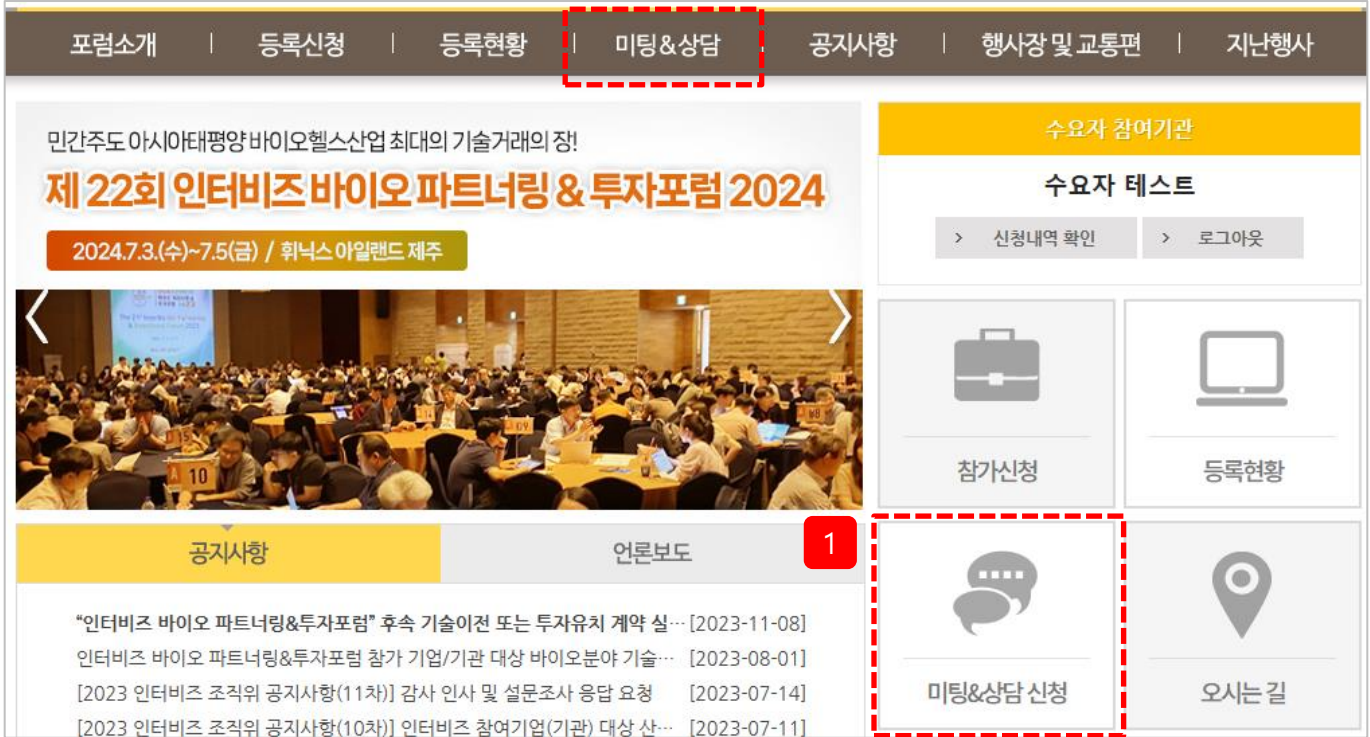 포럼소개 | 등록신청 | 등록현황 | 미팅&상담 공지사항 | 행사장 및 교통편 | 지난행사
민간주도 아시아태평양 바이오헬스산업 최대의 기술거래의 장!
제 22회 인터비즈 바이오 파트너링 & 투자포럼 2024
2024.7.3.(수)~7.5(금) / 휘닉스 아일랜드 제주
15
14
09
A 10
수요자 참여기관
수요자 테스트
> 신청내역 확인 > 로그아웃
참가신청
등록현황
공지사항
언론보도
1
“인터비즈 바이오 파트너링&투자포럼” 후속 기술이전 또는 투자유치 계약 실… [2023-11-08]
인터비즈 바이오 파트너링&투자포럼 참가 기업/기관 대상 바이오분야 기술… [2023-08-01]
[2023 인터비즈 조직위 공지사항(11차)] 감사 인사 및 설문조사 응답 요청 [2023-07-14]
[2023 인터비즈 조직위 공지사항(10차)] 인터비즈 참여기업(기관) 대상 산… [2023-07-11]
미팅&상담 신청
오시는 길